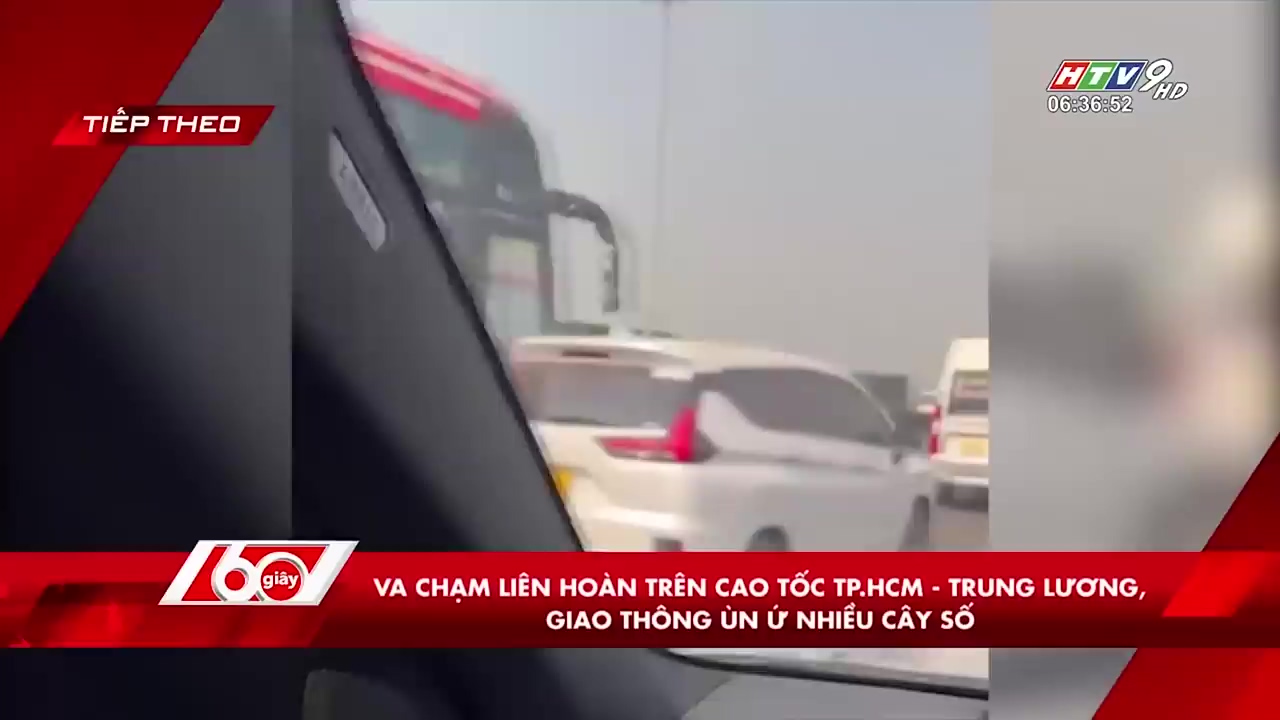 HTV9 HD
06:36:52
TIẾP THEO
60 giây
VA CHẠM LIÊN HOÀN TRÊN CAO TỐC TP.HCM - TRUNG LƯƠNG,
GIAO THÔNG ÙN Ứ NHIỀU CÂY SỐ